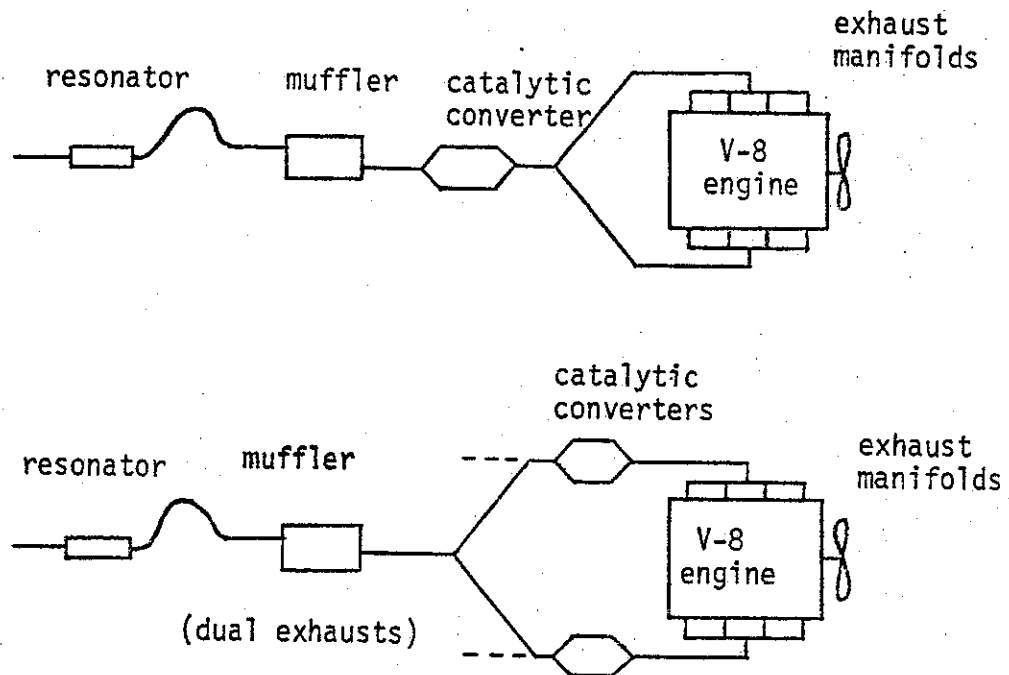 exhaust
manifolds
resonator
muffler
catalytic
converter
V-8
engine
catalytic
converters
resonator
muffler
exhaust
manifolds
V-8
engine
(dual exhausts)